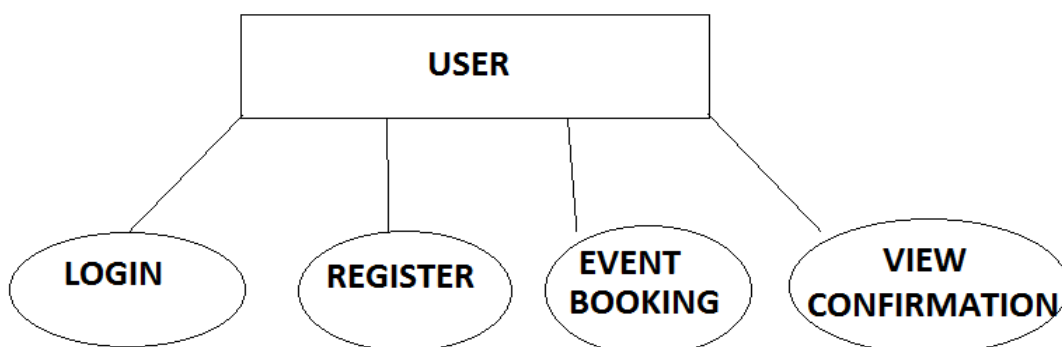 USER
LOGIN
REGISTER
EVENT
BOOKING
VIEW
CONFIRMATION